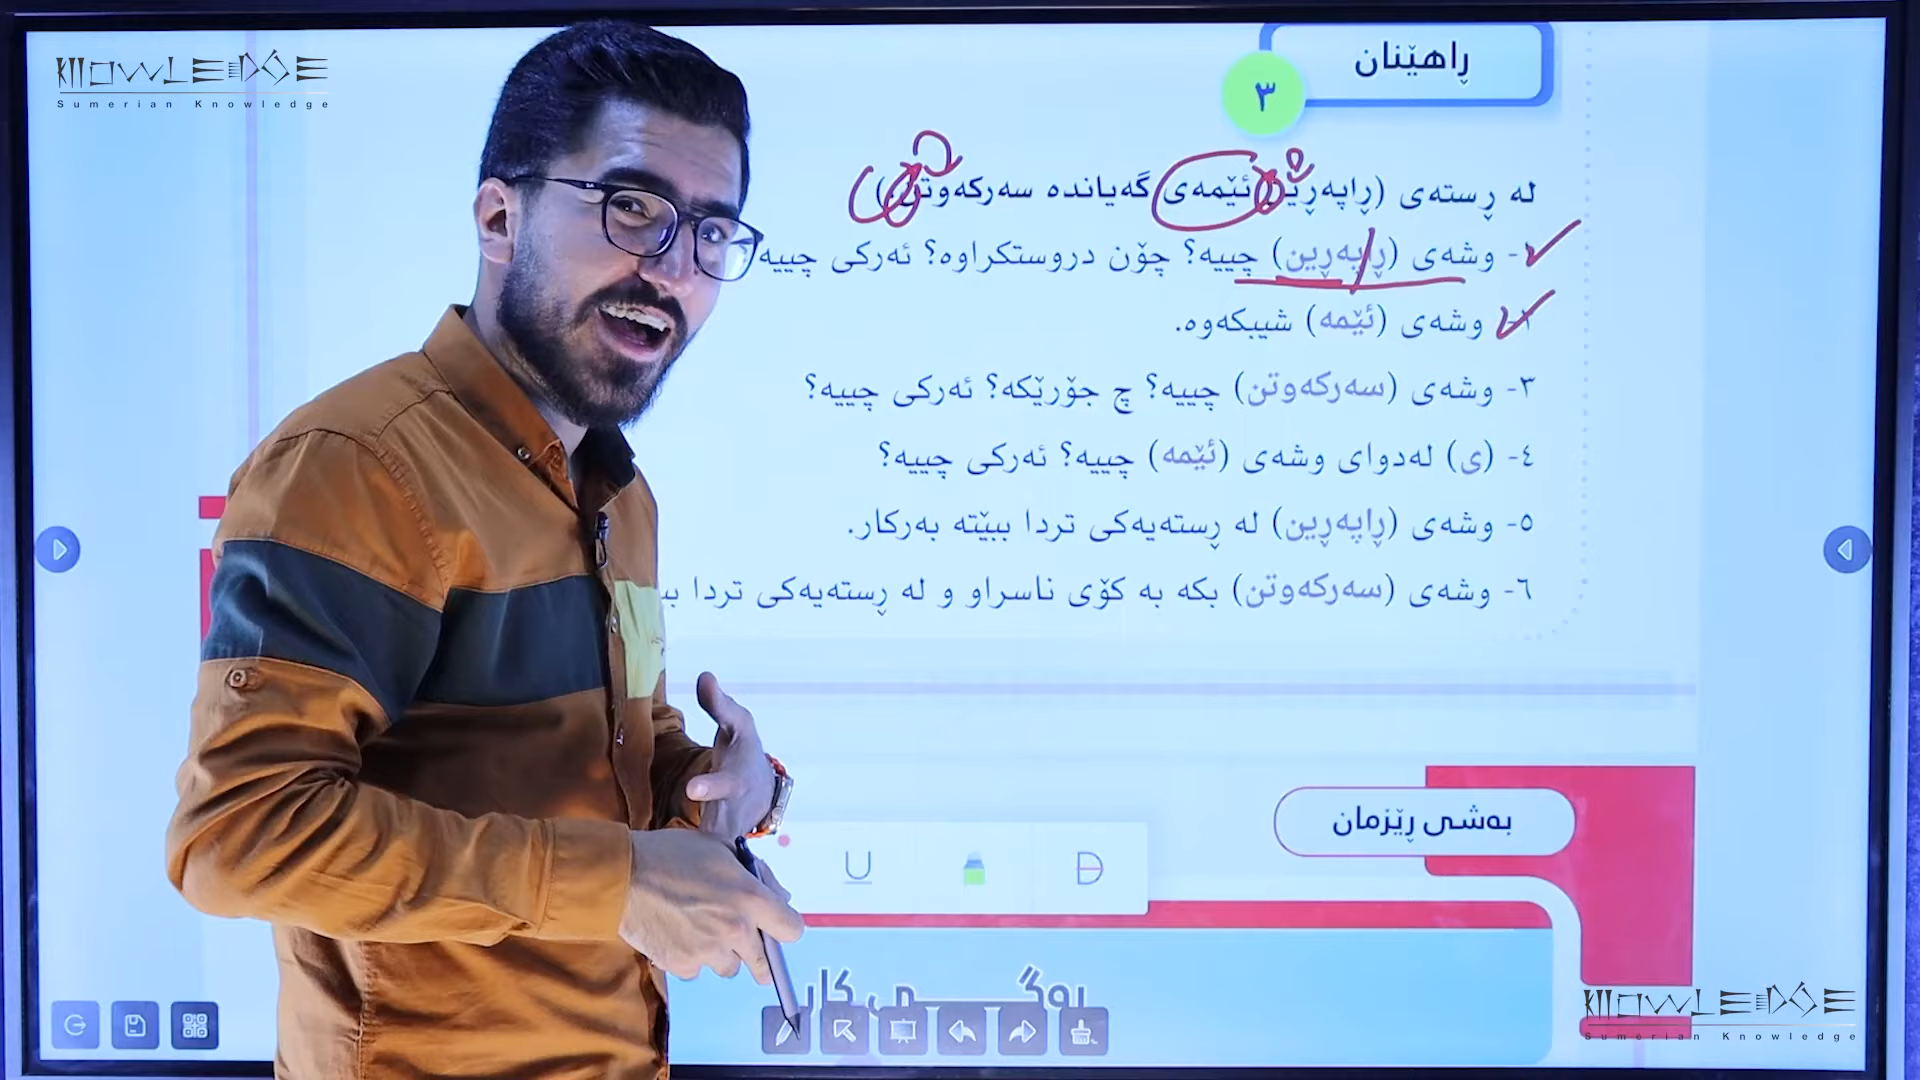 KNOWLEDGE
Sumerian Knowledge
ڕاهێنان
٣
لە ڕستەی (ڕاپەڕین ئێمەی گەیاندە سەرکەوتن.)
١- وشەی (ڕاپەڕین) چییە؟ چۆن دروستکراوە؟ ئەرکی چییە
وشەی (ئێمە) شیبکەوە.
٣- وشەی (سەرکەوتن) چییە؟ چ جۆرێکە؟ ئەرکی چییە؟
٤- (ی) لەدوای وشەی (ئێمە) چییە؟ ئەرکی چییە؟
٥- وشەی (ڕاپەڕین) لە ڕستەیەکی تردا ببێتە بەرکار.
٦- وشەی (سەرکەوتن) بکە بە کۆی ناسراو و لە ڕستەیەکی تردا
بەشی ڕێزمان
KNOWLEDGE
Sumerian Knowledge